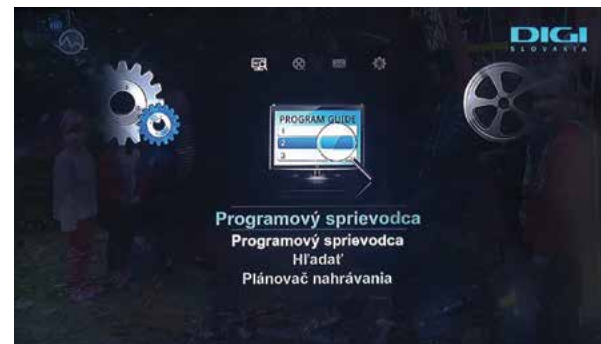 DIGI
SLOVAKIA
PROGRAM GUIDE
1
2
3
Programový sprievodca
Programový sprievodca
Hľadať
Plánovač nahrávania